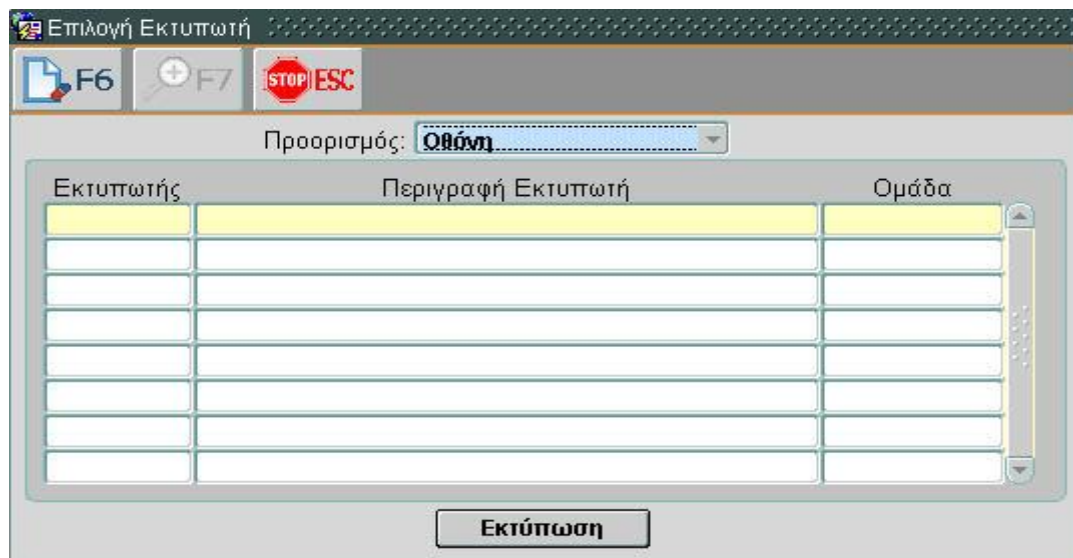 Επιλογή Εκτυπωτή
F6 F7 STOP ESC
Προορισμός: Οθόνη
Εκτυπωτής Περιγραφή Εκτυπωτή Ομάδα
Εκτύπωση